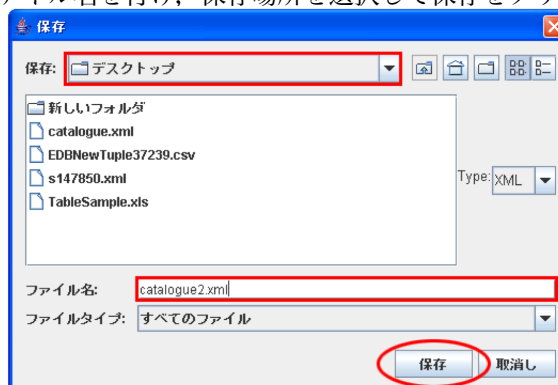 ァイル名を付け，保存場所を選択して保存をクリ
保存
保存: デスクトップ
新しいフォルダ
catalogue.xml
EDBNewTuple37239.csv
s147850.xml
TableSample.xls
Type: XML
ファイル名: catalogue2.xml
ファイルタイプ: すべてのファイル
保存 取消し